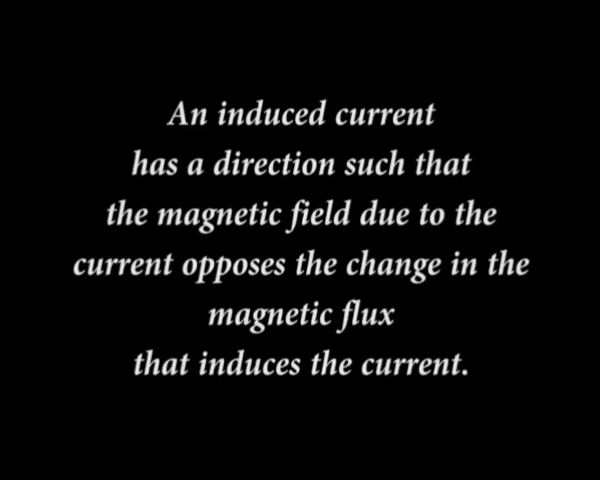 An induced current
has a direction such that
the magnetic field due to the
current opposes the change in the
magnetic flux
that induces the current.